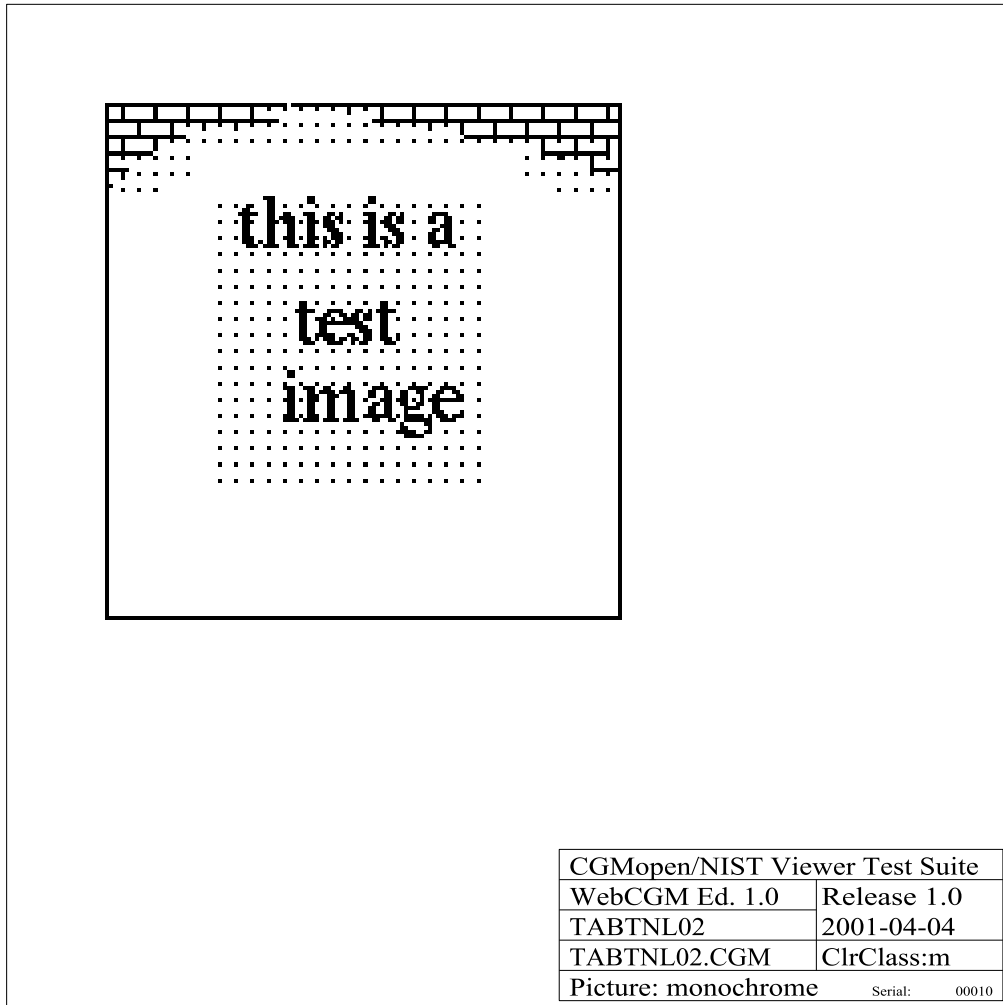 this is a
test
image
CGMopen/NIST Viewer Test Suite
WebCGM Ed. 1.0 Release 1.0
TABTNL02 2001-04-04
TABTNL02.CGM ClrClass:m
Picture: monochrome Serial: 00010